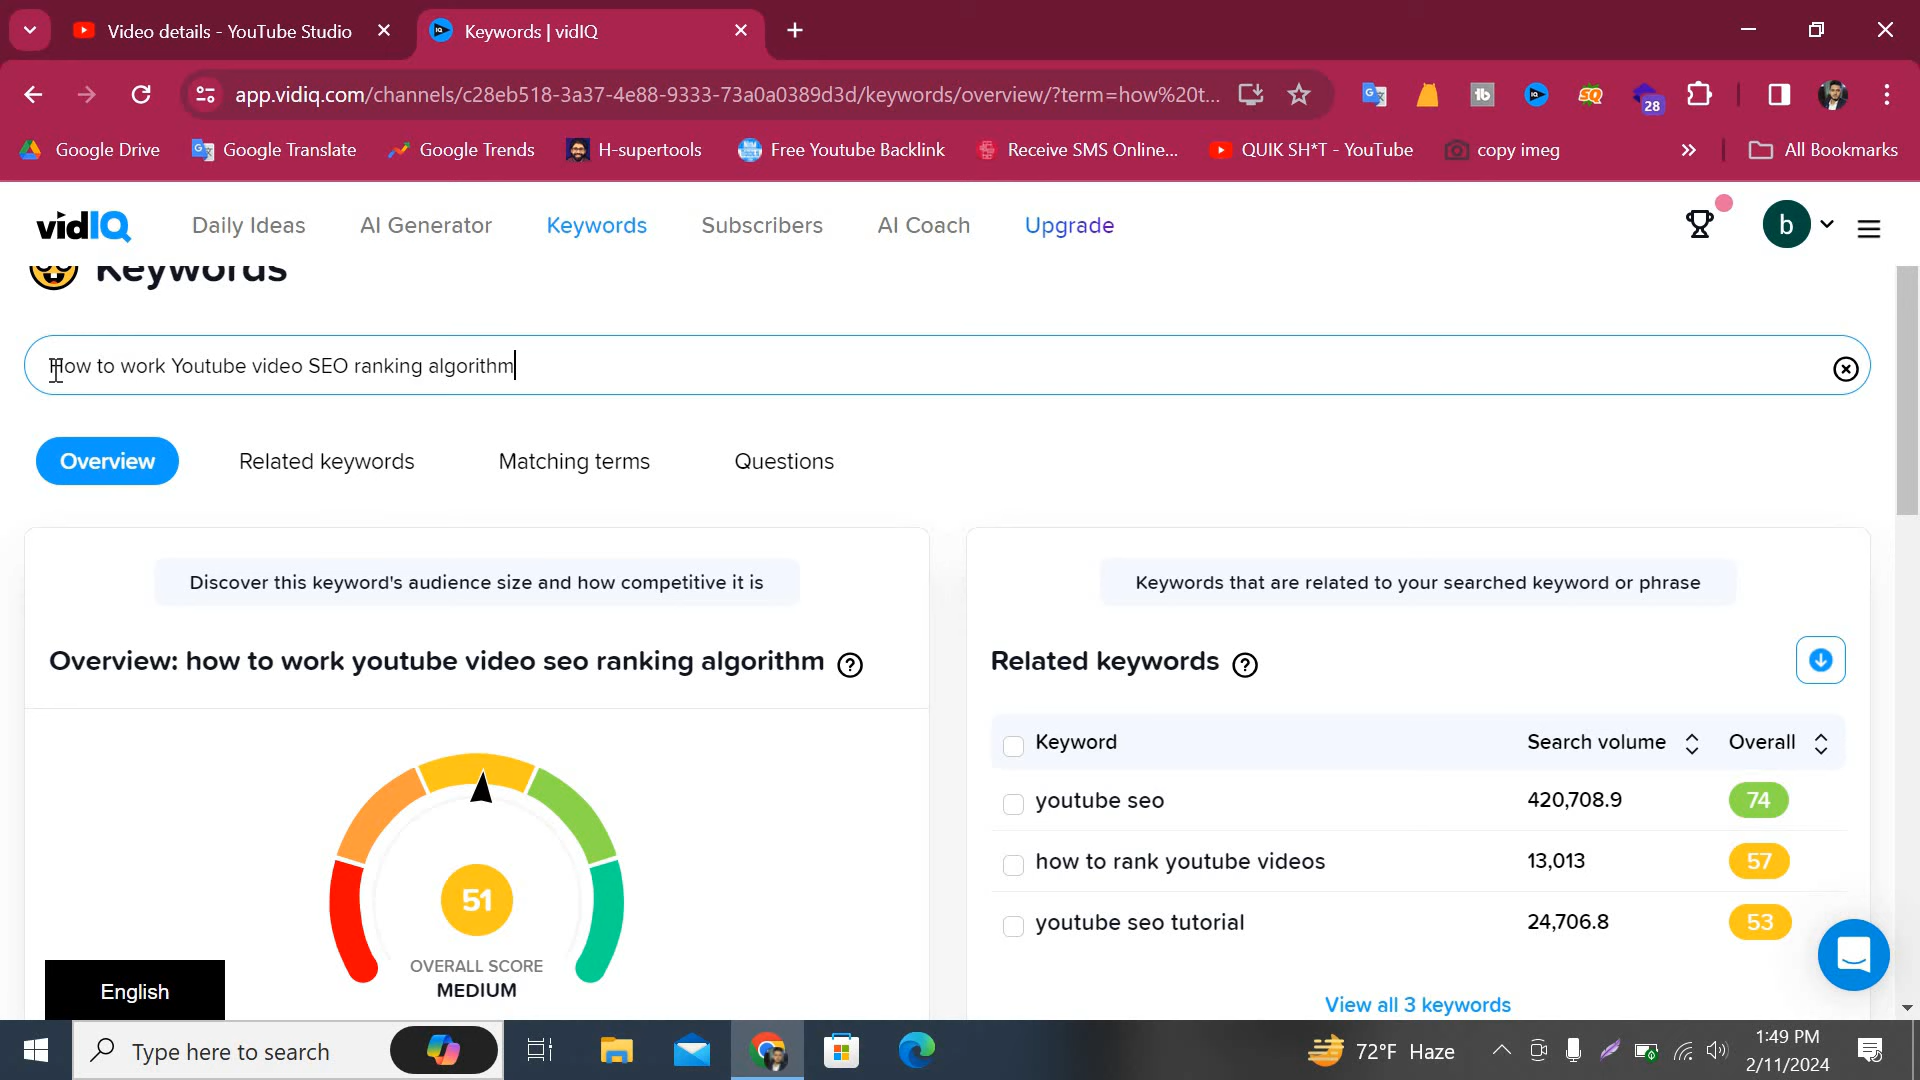 Video details - YouTube Studio
Keywords | vidIQ
app.vidiq.com/channels/c28eb518-3a37-4e88-9333-73a0a0389d3d/keywords/overview/?term=how%20t...
28
Google Drive
Google Translate
Google Trends
H-supertools
Free Youtube Backlink
Receive SMS Online...
QUIK SH*T - YouTube
copy imeg
All Bookmarks
vidIQ
Daily Ideas
AI Generator
Keywords
Subscribers
AI Coach
Upgrade
b
Keywords
How to work Youtube video SEO ranking algorithm
Overview
Related keywords
Matching terms
Questions
Discover this keyword's audience size and how competitive it is
Keywords that are related to your searched keyword or phrase
Overview: how to work youtube video seo ranking algorithm
Related keywords
Keyword
Search volume
Overall
youtube seo
420,708.9
74
how to rank youtube videos
13,013
57
youtube seo tutorial
24,706.8
53
51
OVERALL SCORE
MEDIUM
View all 3 keywords
English
Type here to search
72°F Haze
1:49 PM
2/11/2024